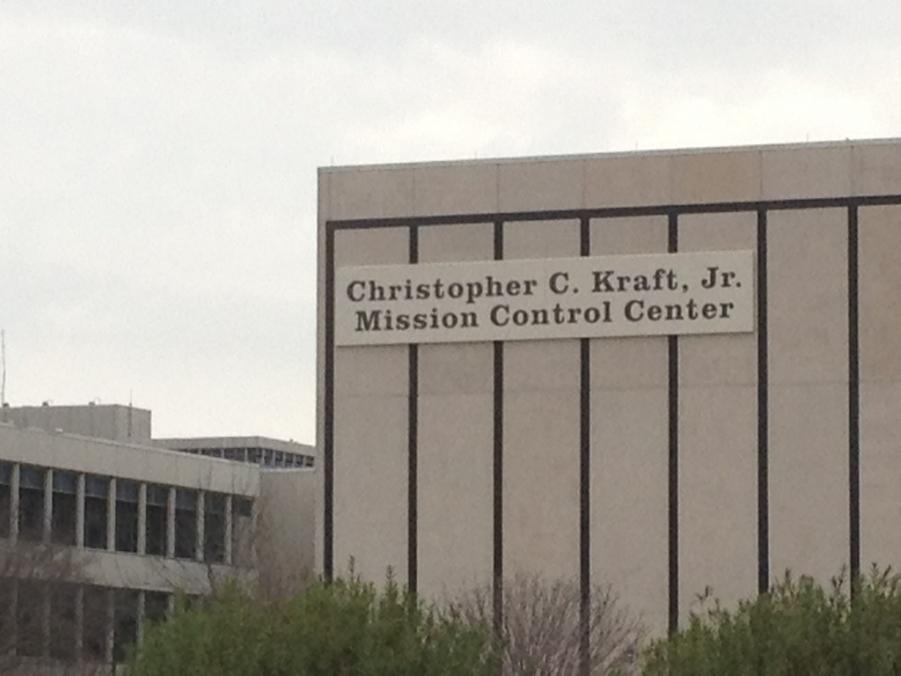 Christopher C. Kraft, Jr.
Mission Control Center